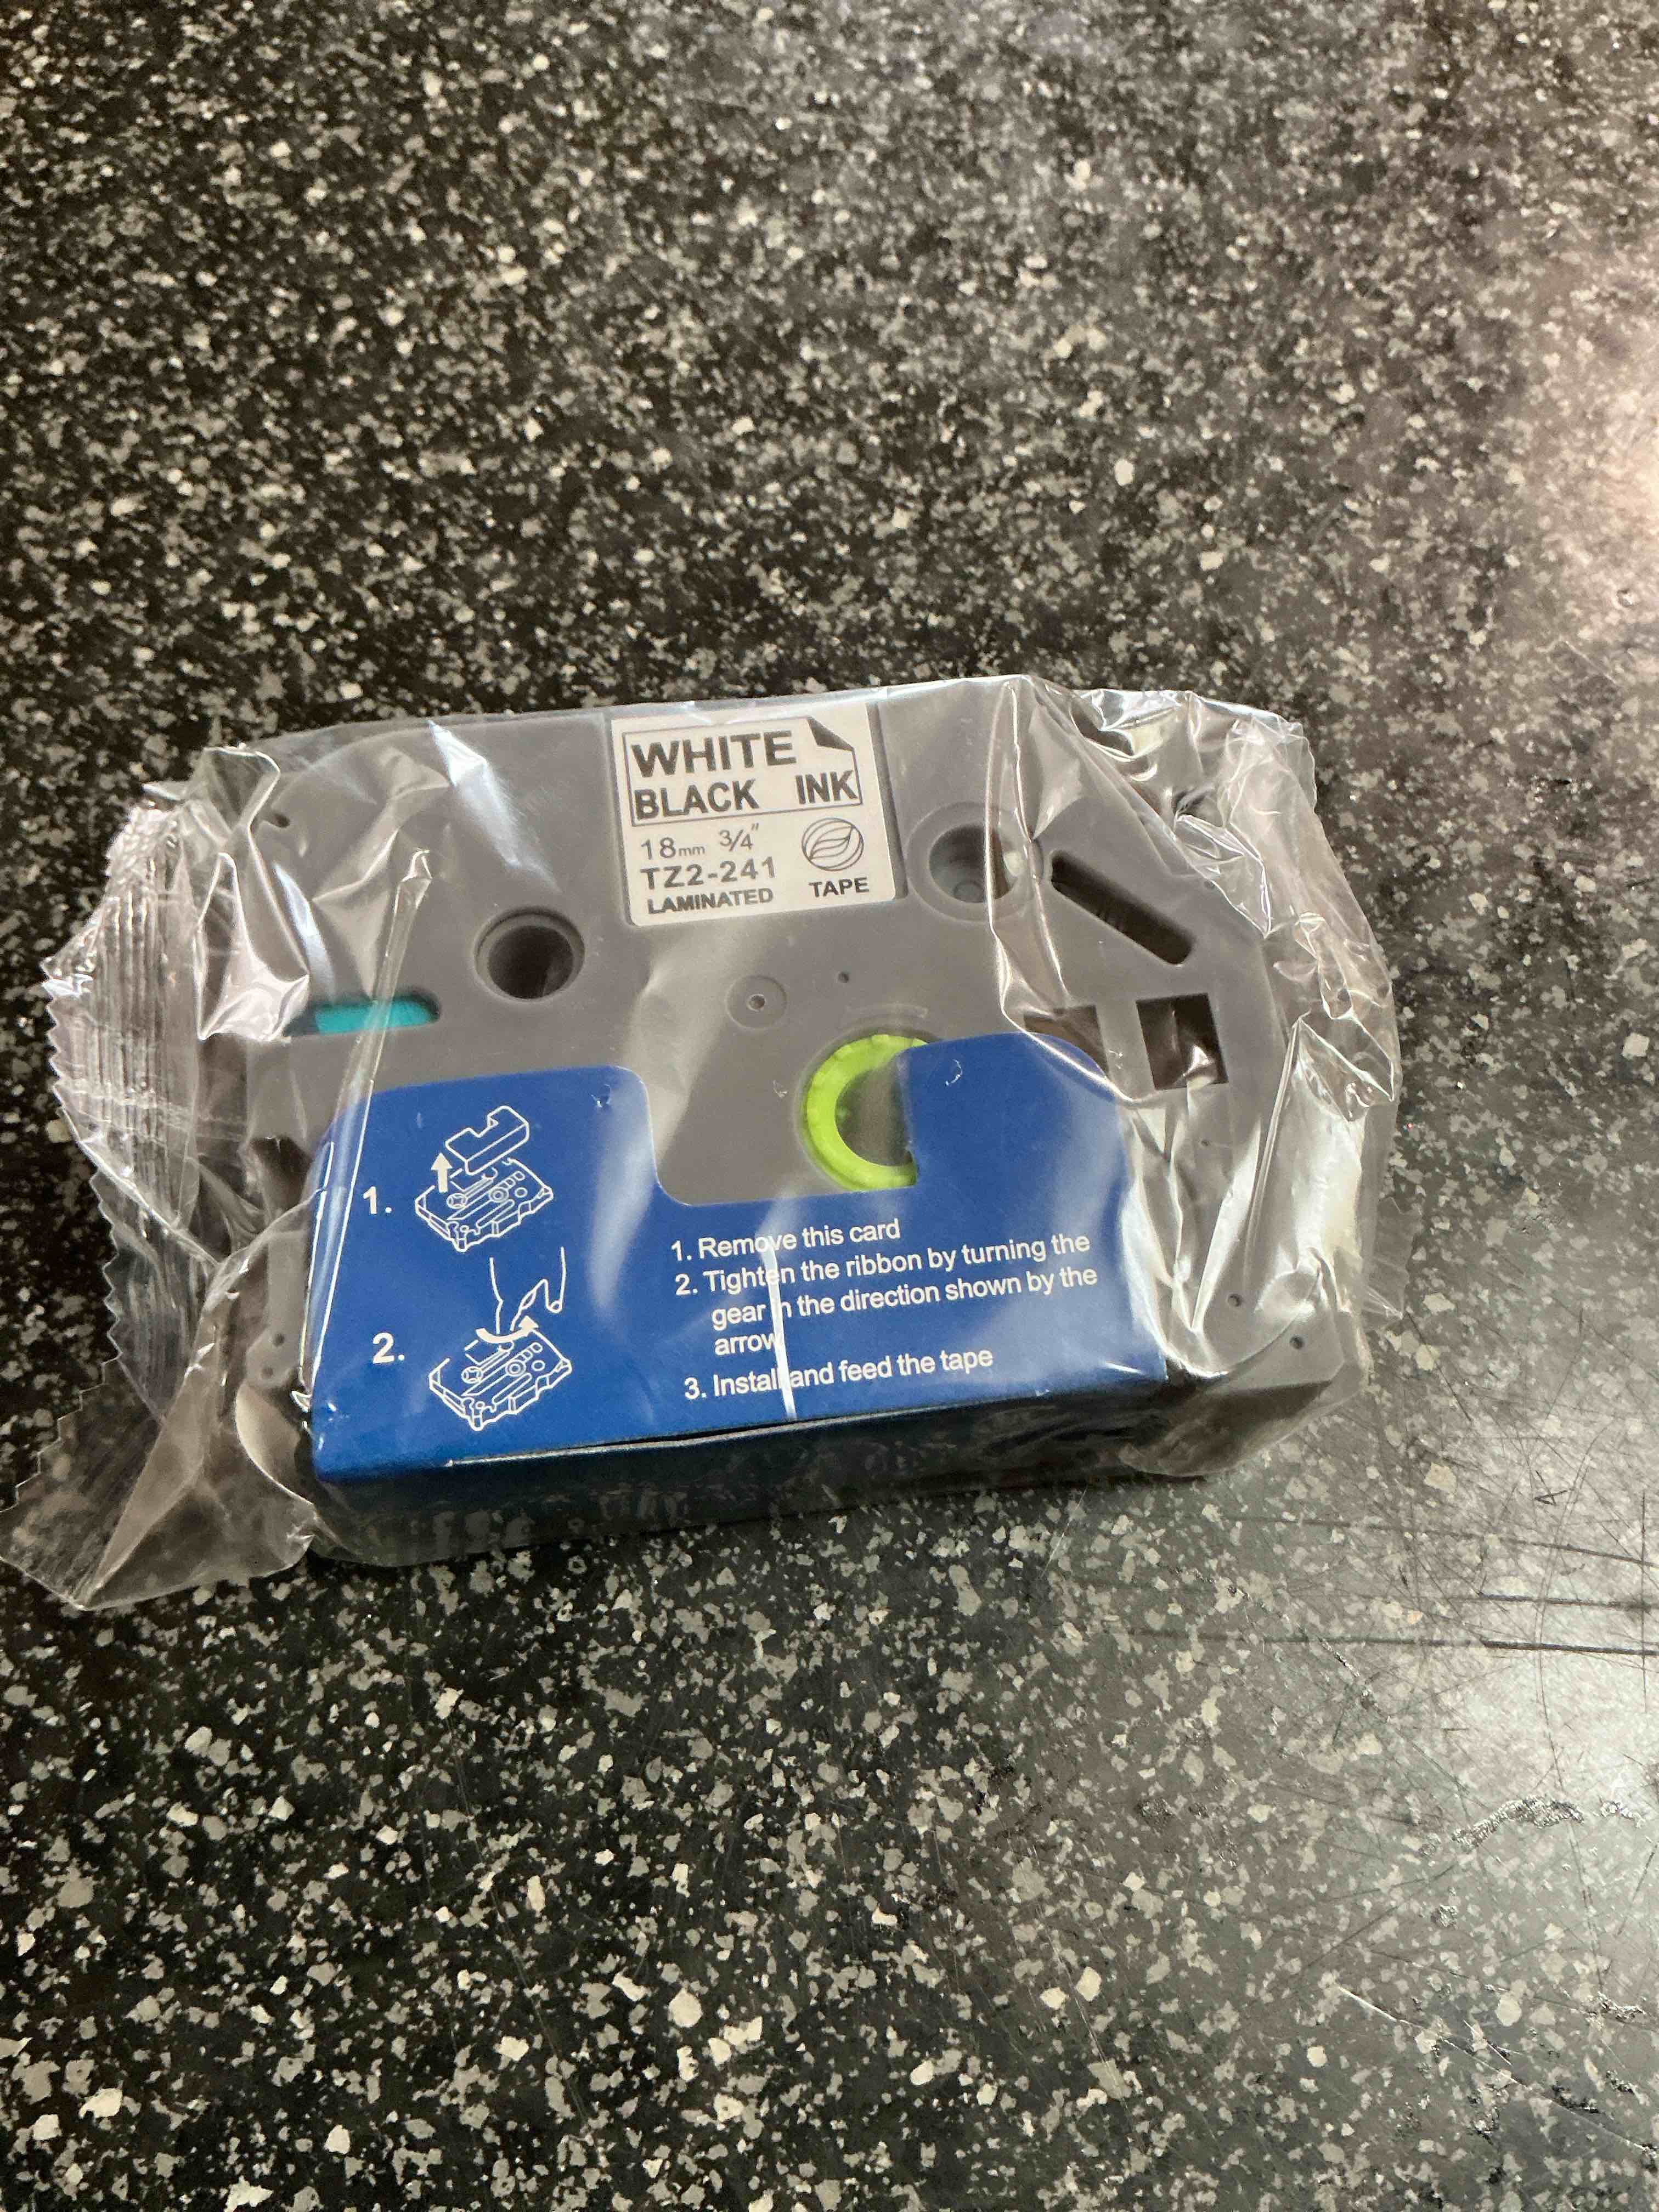 WHITE
BLACK INK
18mm 3/4"
TZ2-241
LAMINATED
TAPE
1.
2.
1. Remove this card
2. Tighten the ribbon by turning the
gear in the direction shown by the
arrow
3. Install and feed the tape